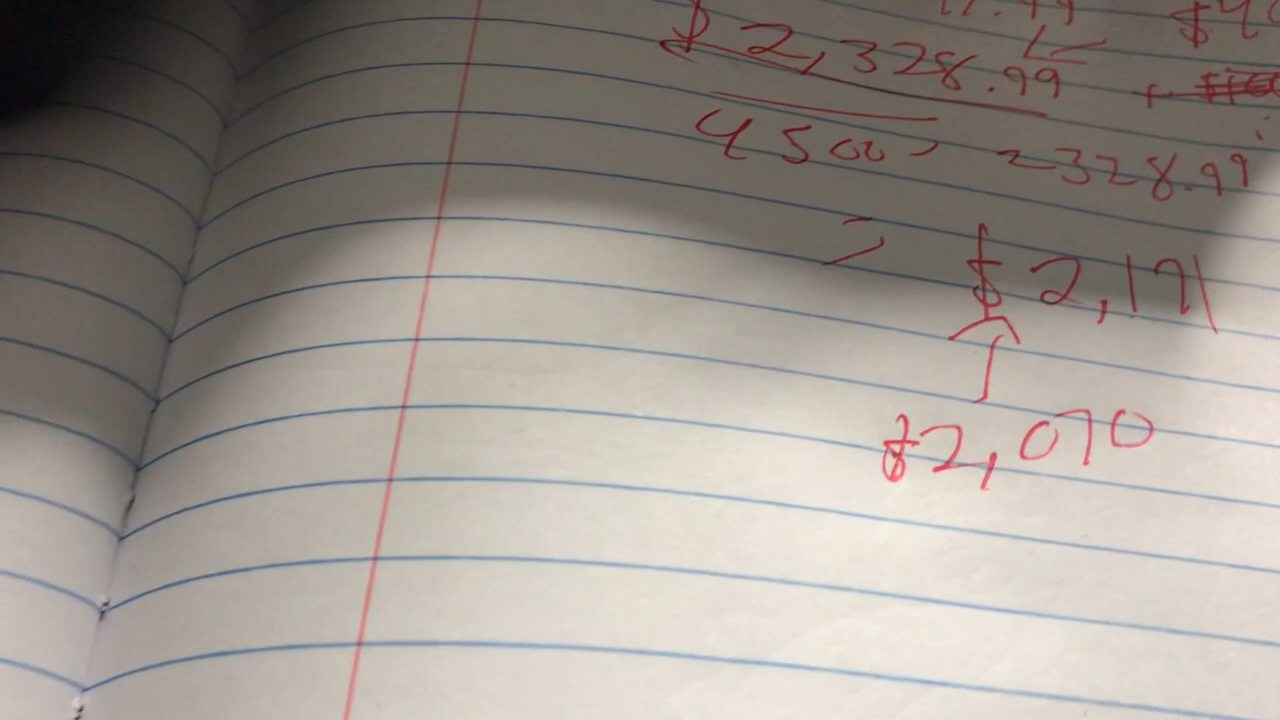 $2,328.99
4500 - 2328.99
= $2,171
$2,070